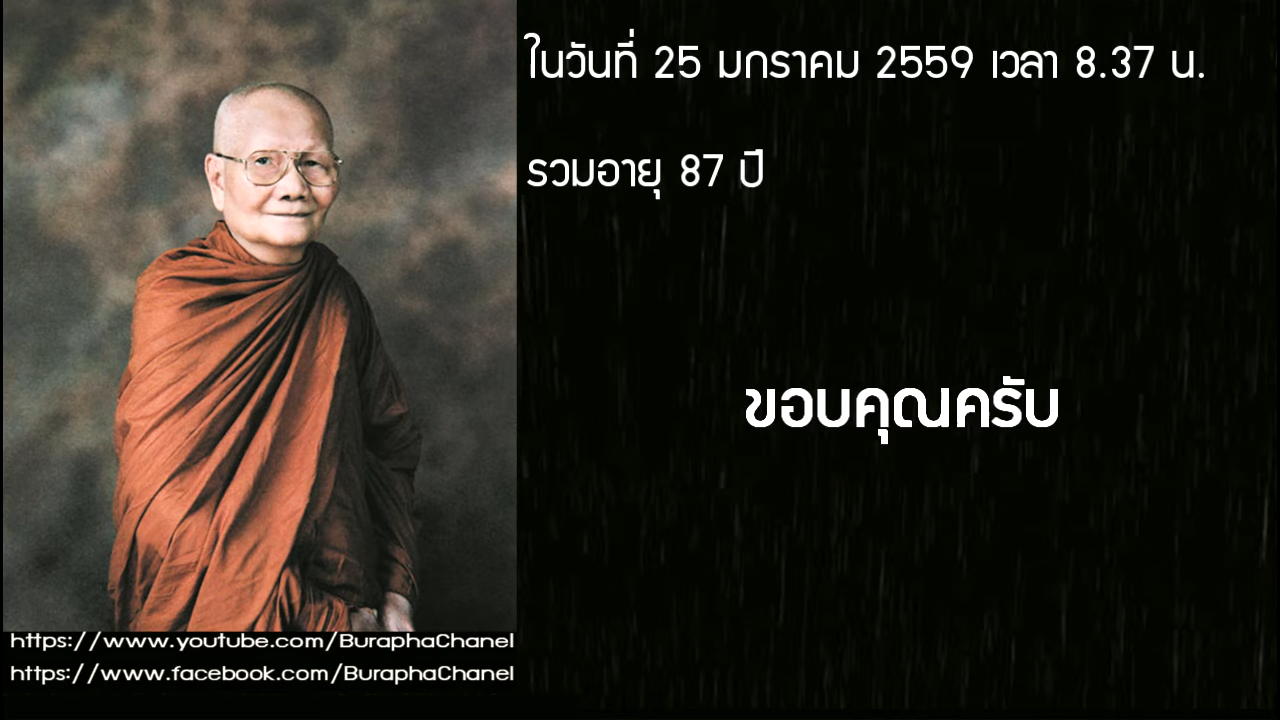 ในวันที่ 25 มกราคม 2559 เวลา 8.37 น.
รวมอายุ 87 ปี
ขอบคุณครับ
https://www.youtube.com/BuraphaChanel
https://www.facebook.com/BuraphaChanel